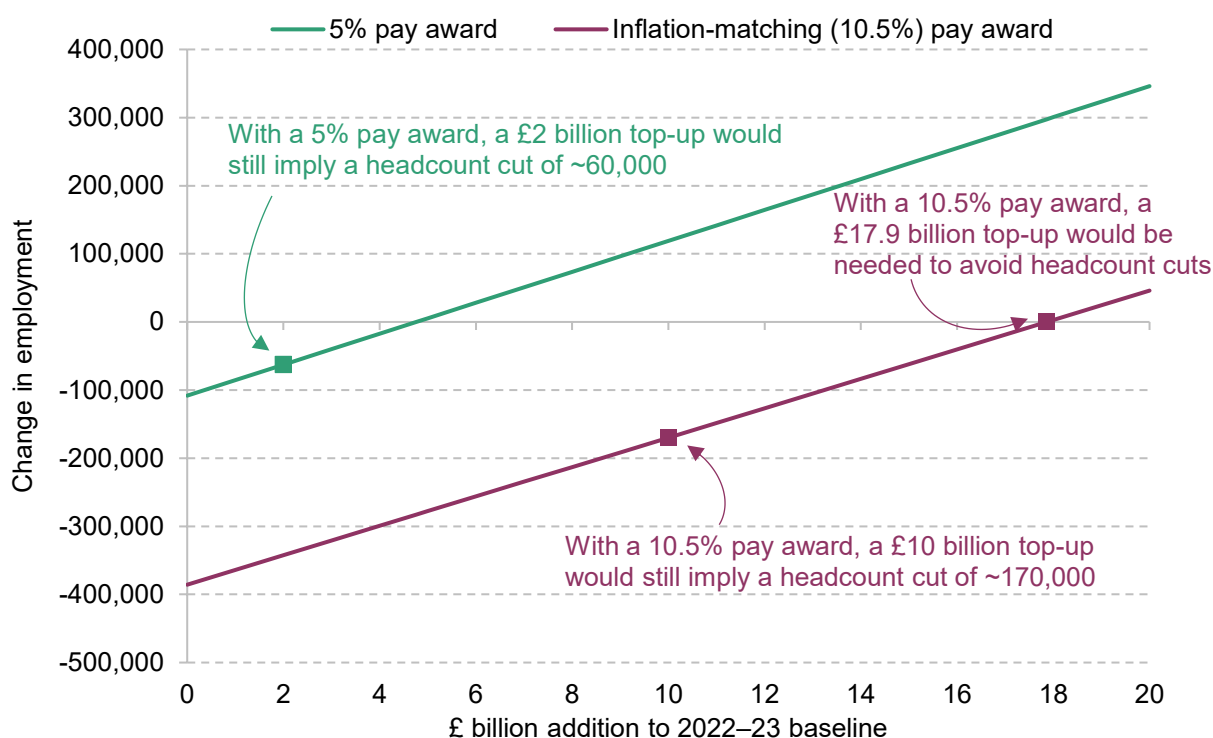 5% pay award
Inflation-matching (10.5%) pay award
400,000
300,000
200,000
100,000
0
-100,000
-200,000
-300,000
-400,000
-500,000
Change in employment
With a 5% pay award, a £2 billion top-up would
still imply a headcount cut of ~60,000
With a 10.5% pay award, a
£17.9 billion top-up would be
needed to avoid headcount cuts
With a 10.5% pay award, a £10 billion top-up
would still imply a headcount cut of ~170,000
0 2 4 6 8 10 12 14 16 18 20
£ billion addition to 2022–23 baseline